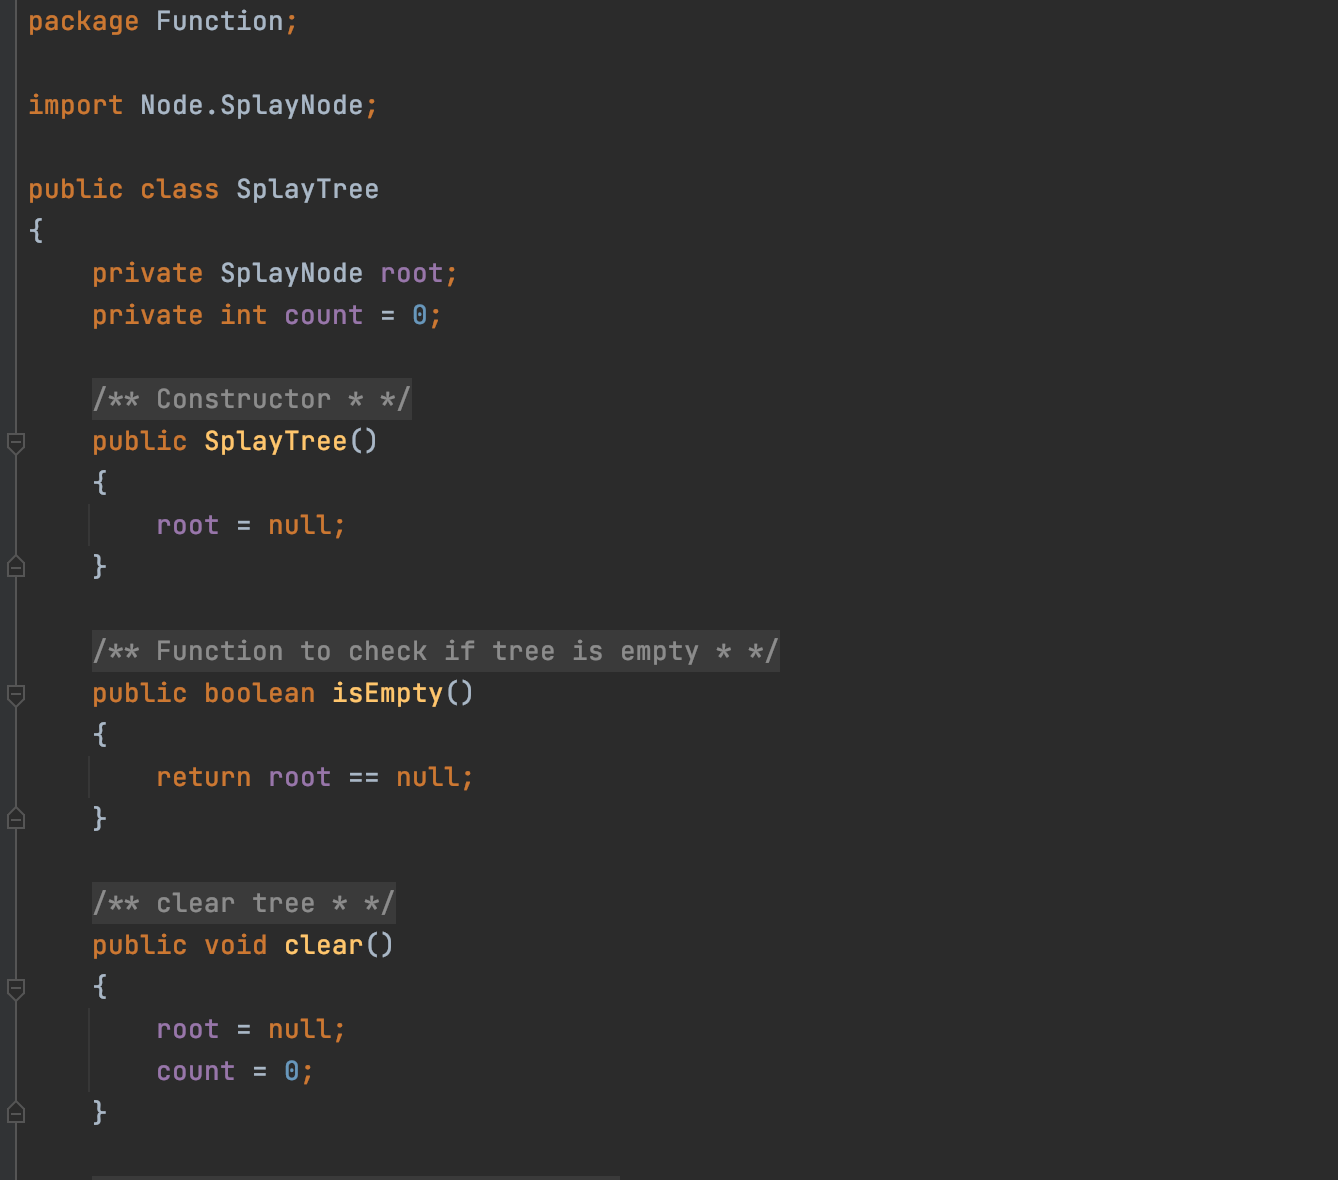 package Function;
import Node.SplayNode;
public class SplayTree
{
    private SplayNode root;
    private int count = 0;
    /** Constructor * */
    public SplayTree()
    {
        root = null;
    }
    /** Function to check if tree is empty * */
    public boolean isEmpty()
    {
        return root == null;
    }
    /** clear tree * */
    public void clear()
    {
        root = null;
        count = 0;
    }